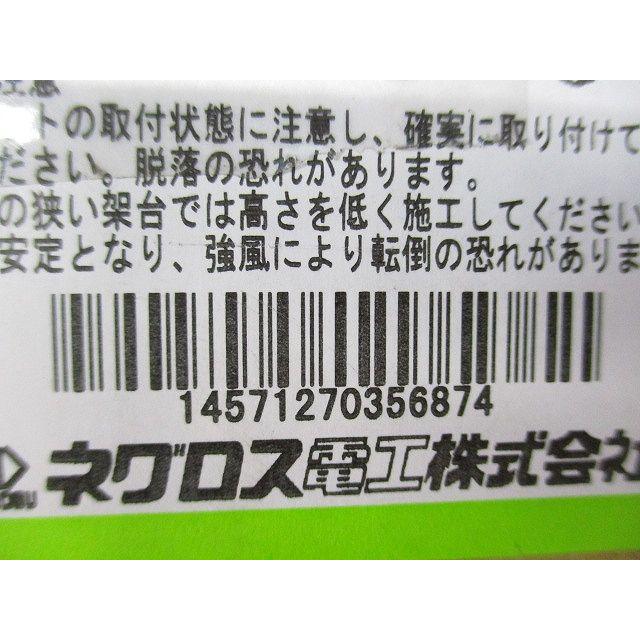 注意
トの取付状態に注意し、確実に取り付けて
ださい。脱落の恐れがあります。
の狭い架台では高さを低く施工してください
安定となり、強風により転倒の恐れがありま
14571270356874
ネグロス電工株式会社